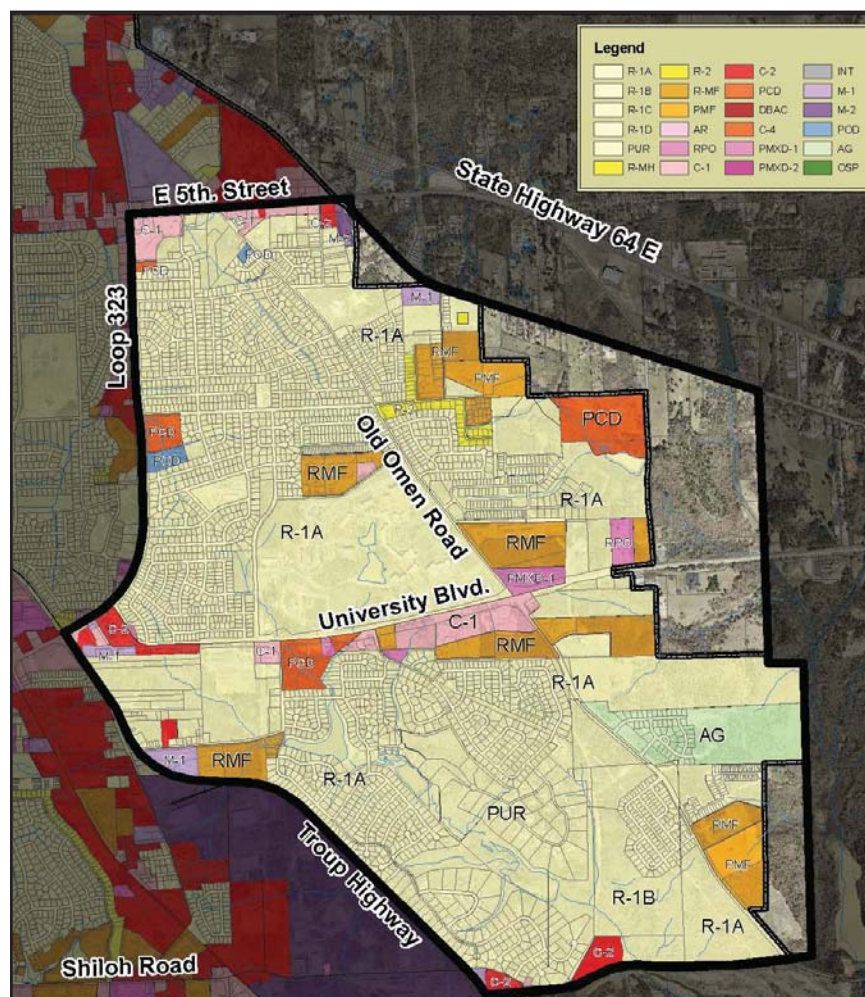 Legend
R-1A
R-1B
R-1C
R-1D
PUR
R-MH
R-2
R-MF
PMF
AR
RPO
C-1
C-2
PCD
DBAC
C-4
PMXD-1
PMXD-2
INT
M-1
M-2
POD
AG
OSP
State Highway 64 E
E 5th. Street
Loop 323
C-1
C-2
POD
M-1
R-1A
RMF
PMF
R-2
PCD
PCD
Old Omen Road
RMF
R-1A
R-1A
RMF
RPO
PMXD-1
University Blvd.
C-1
C-2
M-1
C-1
PCD
RMF
R-1A
AG
M-1
RMF
R-1A
PUR
RMF
PMF
Troup Highway
R-1B
R-1A
C-2
C-2
Shiloh Road